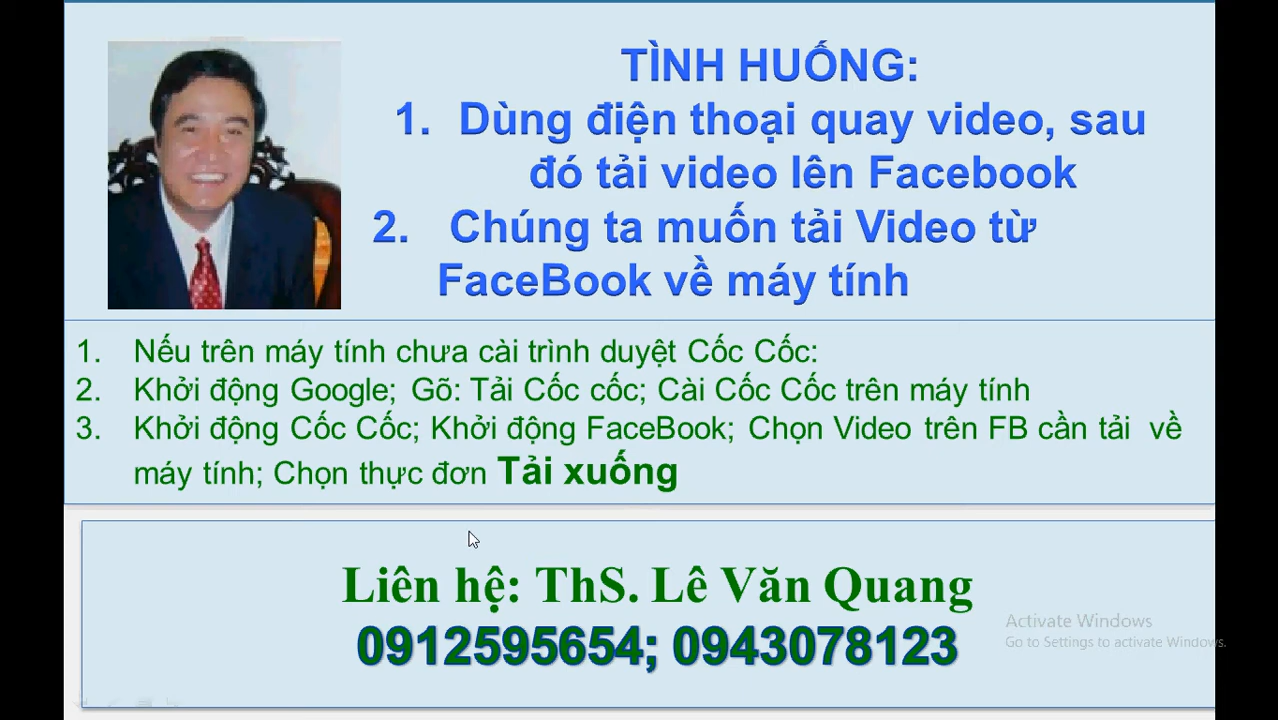 TÌNH HUỐNG:
1. Dùng điện thoại quay video, sau
đó tải video lên Facebook
2. Chúng ta muốn tải Video từ
FaceBook về máy tính
1. Nếu trên máy tính chưa cài trình duyệt Cốc Cốc:
2. Khởi động Google; Gõ: Tải Cốc cốc; Cài Cốc Cốc trên máy tính
3. Khởi động Cốc Cốc; Khởi động FaceBook; Chọn Video trên FB cần tải về
máy tính; Chọn thực đơn Tải xuống
Liên hệ: ThS. Lê Văn Quang
0912595654; 0943078123
Activate Windows
Go to Settings to activate Windows.